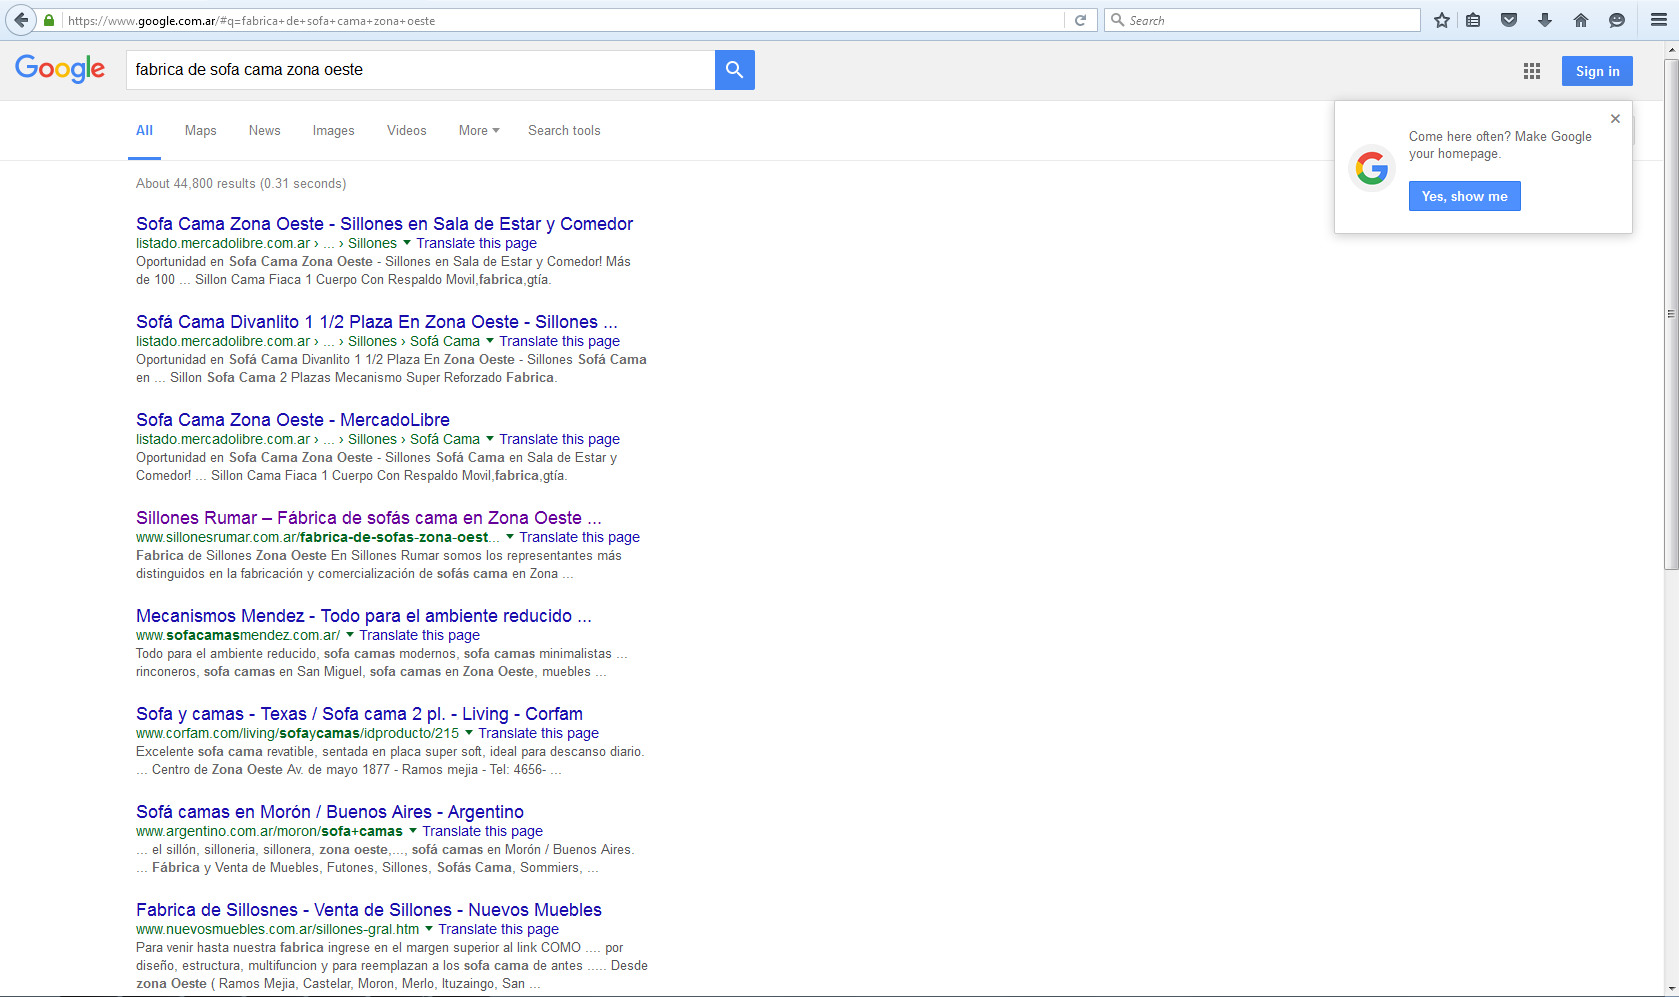 https://www.google.com.ar/#q=fabrica+de+sofa+cama+zona+oeste
Search
Google
fabrica de sofa cama zona oeste
Sign in
All Maps News Images Videos More Search tools
Come here often? Make Google
your homepage.
Yes, show me
About 44,800 results (0.31 seconds)
Sofa Cama Zona Oeste - Sillones en Sala de Estar y Comedor
listado.mercadolibre.com.ar › ... › Sillones Translate this page
Oportunidad en Sofa Cama Zona Oeste - Sillones en Sala de Estar y Comedor! Más
de 100 ... Sillon Cama Fiaca 1 Cuerpo Con Respaldo Movil,fabrica,gtía.
Sofá Cama Divanlito 1 1/2 Plaza En Zona Oeste - Sillones ...
listado.mercadolibre.com.ar › ... › Sillones › Sofá Cama Translate this page
Oportunidad en Sofá Cama Divanlito 1 1/2 Plaza En Zona Oeste - Sillones Sofá Cama
en ... Sillon Sofa Cama 2 Plazas Mecanismo Super Reforzado Fabrica.
Sofa Cama Zona Oeste - MercadoLibre
listado.mercadolibre.com.ar › ... › Sillones › Sofá Cama Translate this page
Oportunidad en Sofa Cama Zona Oeste - Sillones Sofá Cama en Sala de Estar y
Comedor! ... Sillon Cama Fiaca 1 Cuerpo Con Respaldo Movil,fabrica,gtía.
Sillones Rumar – Fábrica de sofás cama en Zona Oeste ...
www.sillonesrumar.com.ar/fabrica-de-sofas-zona-oest... Translate this page
Fabrica de Sillones Zona Oeste En Sillones Rumar somos los representantes más
distinguidos en la fabricación y comercialización de sofás cama en Zona ...
Mecanismos Mendez - Todo para el ambiente reducido ...
www.sofacamasmendez.com.ar/ Translate this page
Todo para el ambiente reducido, sofa camas modernos, sofa camas minimalistas ...
rinconeros, sofa camas en San Miguel, sofa camas en Zona Oeste, muebles ...
Sofa y camas - Texas / Sofa cama 2 pl. - Living - Corfam
www.corfam.com/living/sofaycamas/idproducto/215 Translate this page
Excelente sofa cama revatible, sentada en placa super soft, ideal para descanso diario.
... Centro de Zona Oeste Av. de mayo 1877 - Ramos mejia - Tel: 4656- ...
Sofá camas en Morón / Buenos Aires - Argentino
www.argentino.com.ar/moron/sofa+camas Translate this page
... el sillón, silloneria, sillonera, zona oeste,..., sofá camas en Morón / Buenos Aires.
... Fábrica y Venta de Muebles, Futones, Sillones, Sofás Cama, Sommiers, ...
Fabrica de Sillosnes - Venta de Sillones - Nuevos Muebles
www.nuevosmuebles.com.ar/sillones-gral.htm Translate this page
Para venir hasta nuestra fabrica ingrese en el margen superior al link COMO .... por
diseño, estructura, multifuncion y para reemplazan a los sofa cama de antes ..... Desde
zona Oeste ( Ramos Mejia, Castelar, Moron, Merlo, Ituzaingo, San ...